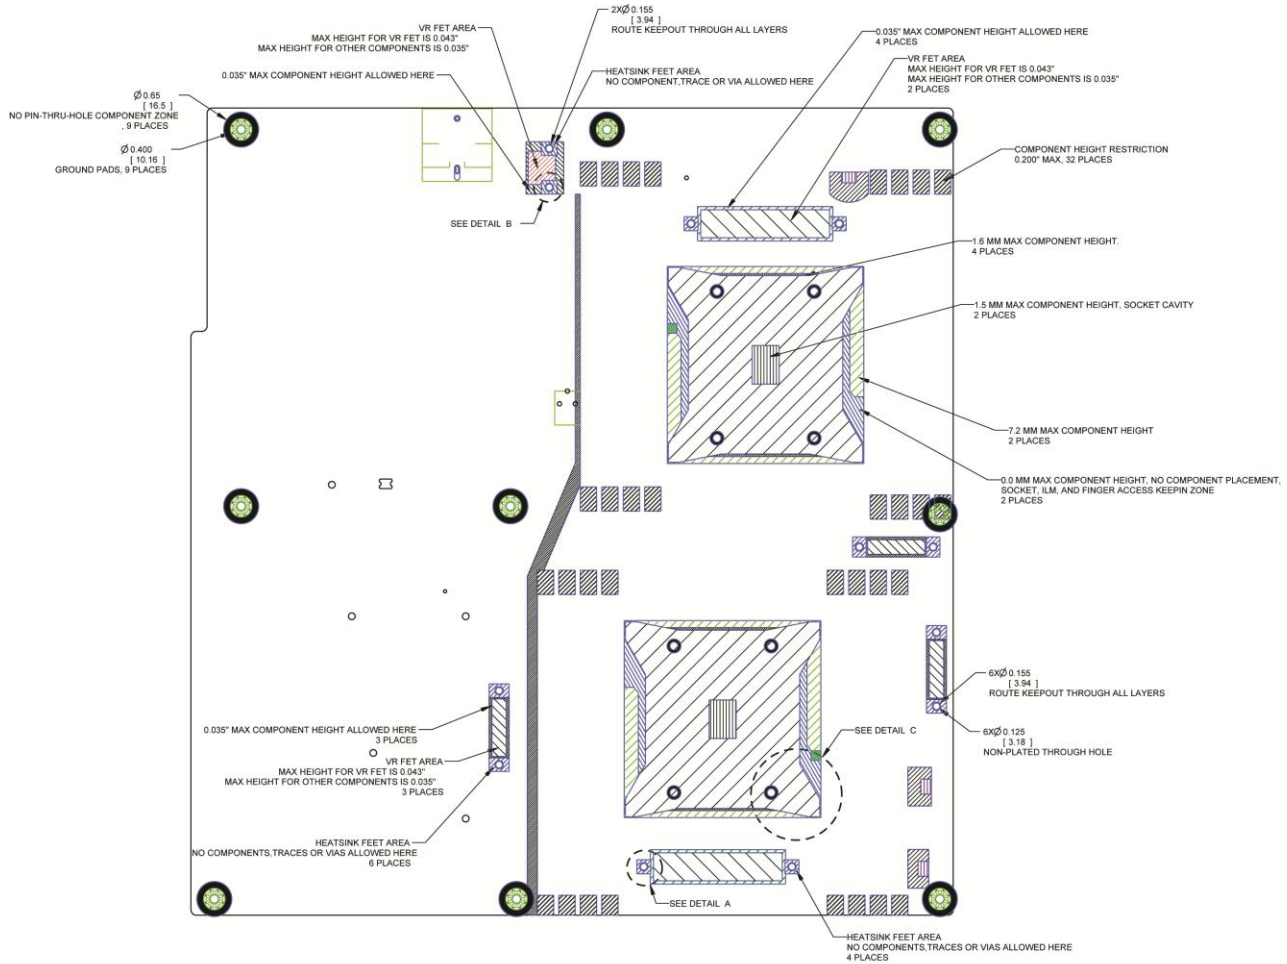 2XØ 0.155
[ 3.94 ]
ROUTE KEEPOUT THROUGH ALL LAYERS
VR FET AREA
MAX HEIGHT FOR VR FET IS 0.043"
MAX HEIGHT FOR OTHER COMPONENTS IS 0.035"
0.035" MAX COMPONENT HEIGHT ALLOWED HERE
4 PLACES
VR FET AREA
MAX HEIGHT FOR VR FET IS 0.043"
MAX HEIGHT FOR OTHER COMPONENTS IS 0.035"
2 PLACES
0.035" MAX COMPONENT HEIGHT ALLOWED HERE
HEATSINK FEET AREA
NO COMPONENT,TRACE OR VIA ALLOWED HERE
Ø 0.65
[ 16.5 ]
NO PIN-THRU-HOLE COMPONENT ZONE
, 9 PLACES
Ø 0.400
[ 10.16 ]
GROUND PADS, 9 PLACES
COMPONENT HEIGHT RESTRICTION
0.200" MAX, 32 PLACES
SEE DETAIL B
1.6 MM MAX COMPONENT HEIGHT.
4 PLACES
1.5 MM MAX COMPONENT HEIGHT, SOCKET CAVITY
2 PLACES
7.2 MM MAX COMPONENT HEIGHT
2 PLACES
0.0 MM MAX COMPONENT HEIGHT, NO COMPONENT PLACEMENT,
SOCKET, ILM, AND FINGER ACCESS KEEPIN ZONE
2 PLACES
6XØ 0.155
[ 3.94 ]
ROUTE KEEPOUT THROUGH ALL LAYERS
6XØ 0.125
[ 3.18 ]
NON-PLATED THROUGH HOLE
0.035" MAX COMPONENT HEIGHT ALLOWED HERE
3 PLACES
SEE DETAIL C
VR FET AREA
MAX HEIGHT FOR VR FET IS 0.043"
MAX HEIGHT FOR OTHER COMPONENTS IS 0.035"
3 PLACES
HEATSINK FEET AREA
NO COMPONENTS,TRACES OR VIAS ALLOWED HERE
6 PLACES
SEE DETAIL A
HEATSINK FEET AREA
NO COMPONENTS,TRACES OR VIAS ALLOWED HERE
4 PLACES